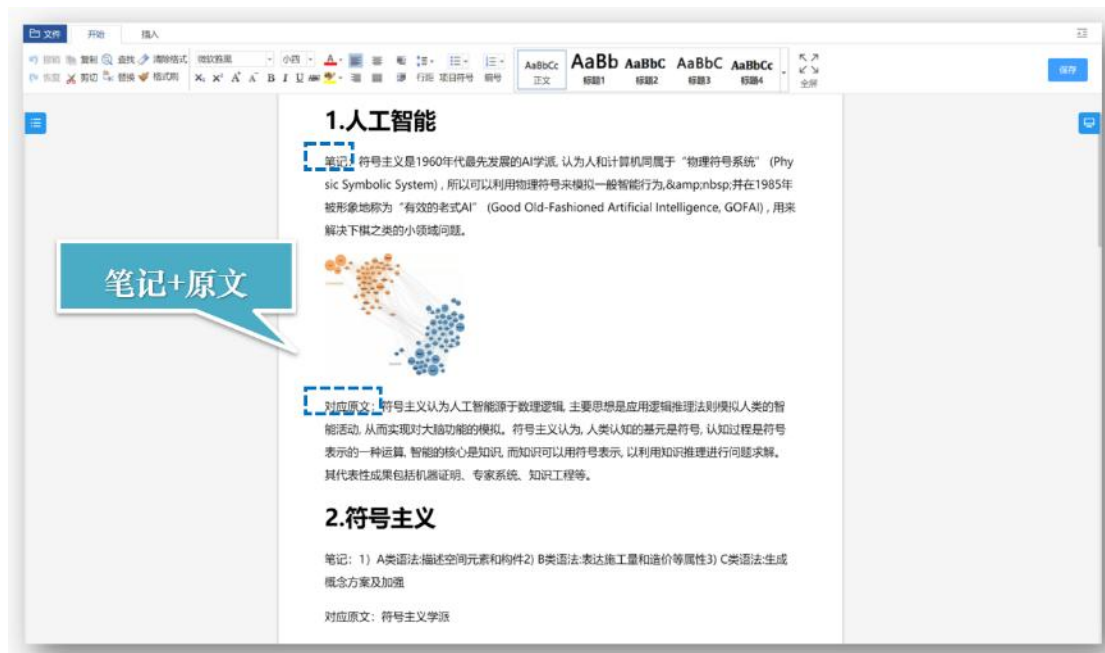 文件 开始 插入
剪贴 复制 查找 清除格式 微软雅黑 小四 AaBbCc AaBb AaBbC AaBbC AaBbCc
恢复 剪切 替换 格式刷 X₂ X² A A B I U 行距 项目符号 编号 正文 标题1 标题2 标题3 标题4 全屏 保存
1.人工智能
笔记：符号主义是1960年代最先发展的AI学派, 认为人和计算机同属于“物理符号系统” (Phy
sic Symbolic System) , 所以可以利用物理符号来模拟一般智能行为,&amp;nbsp;并在1985年
被形象地称为“有效的老式AI” (Good Old-Fashioned Artificial Intelligence, GOFAI) , 用来
解决下棋之类的小领域问题。
笔记+原文
对应原文：符号主义认为人工智能源于数理逻辑, 主要思想是应用逻辑推理法则模拟人类的智
能活动, 从而实现对大脑功能的模拟。符号主义认为, 人类认知的基元是符号, 认知过程是符号
表示的一种运算, 智能的核心是知识, 而知识可以用符号表示, 以利用知识推理进行问题求解。
其代表性成果包括机器证明、专家系统、知识工程等。
2.符号主义
笔记：1）A类语法:描述空间元素和构件2) B类语法:表达施工量和造价等属性3) C类语法:生成
概念方案及加强
对应原文：符号主义学派